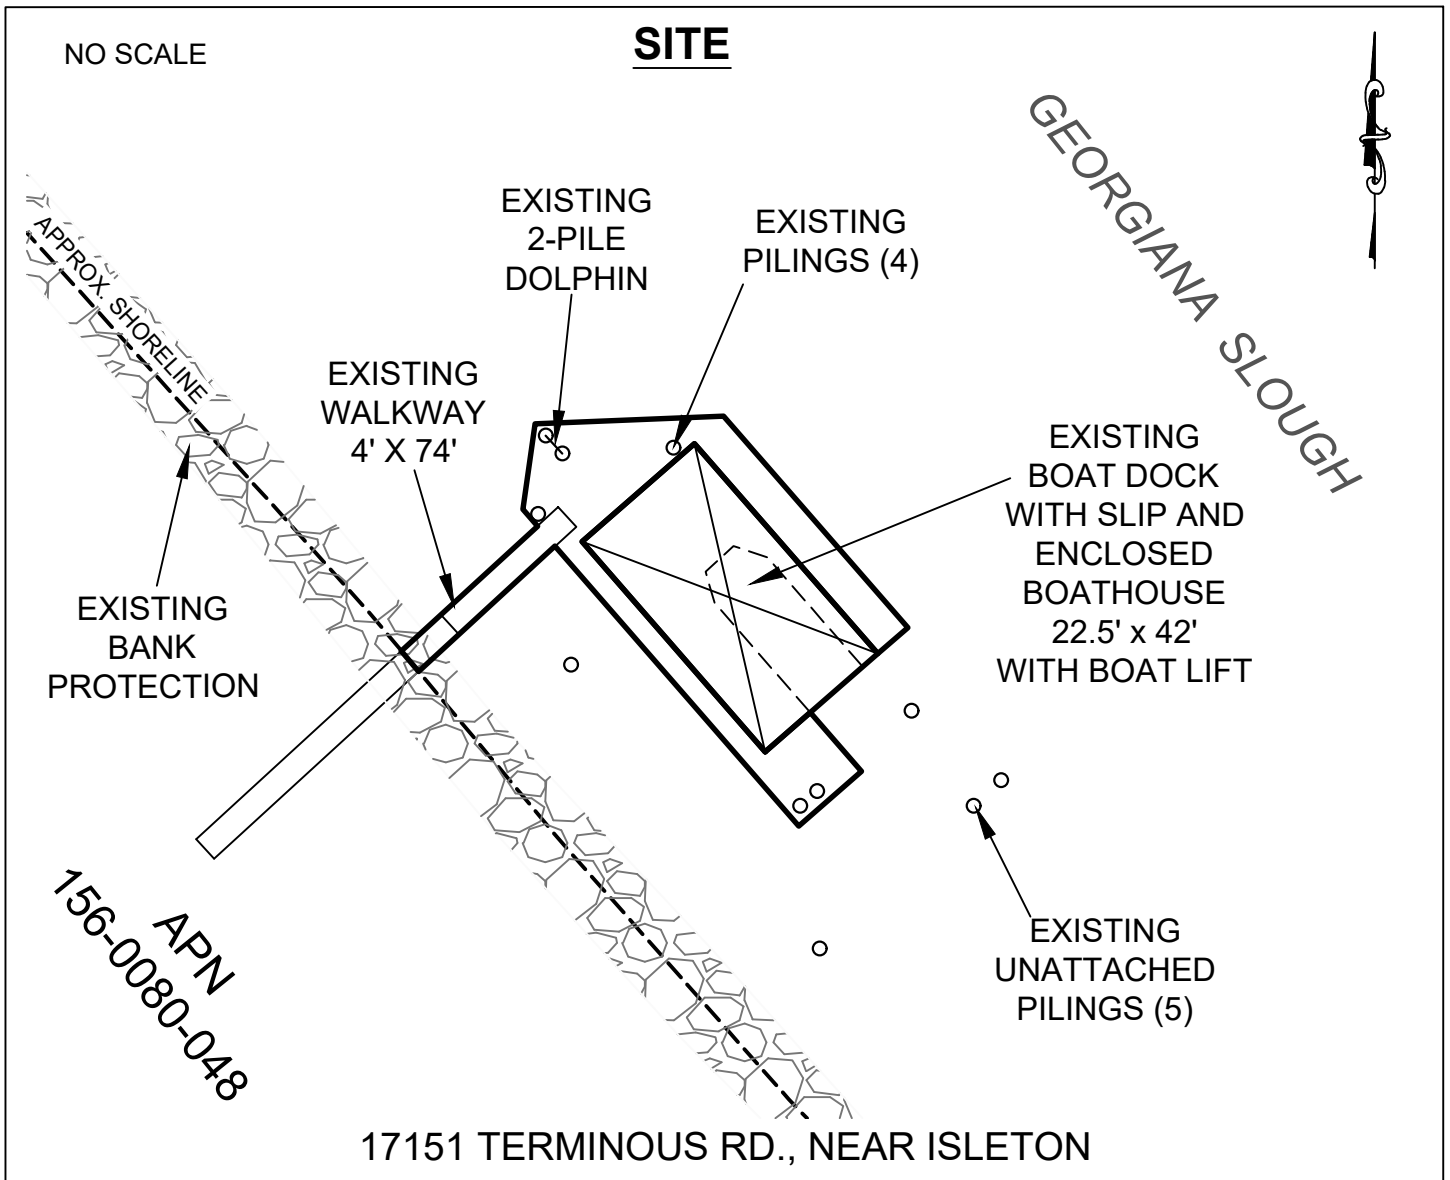 NO SCALE
SITE
GEORGIANA SLOUGH
APPROX. SHORELINE
EXISTING
2-PILE
DOLPHIN
EXISTING
PILINGS (4)
EXISTING
WALKWAY
4' X 74'
EXISTING
BOAT DOCK
WITH SLIP AND
ENCLOSED
BOATHOUSE
22.5' x 42'
WITH BOAT LIFT
EXISTING
BANK
PROTECTION
APN
156-0080-048
EXISTING
UNATTACHED
PILINGS (5)
17151 TERMINOUS RD., NEAR ISLETON